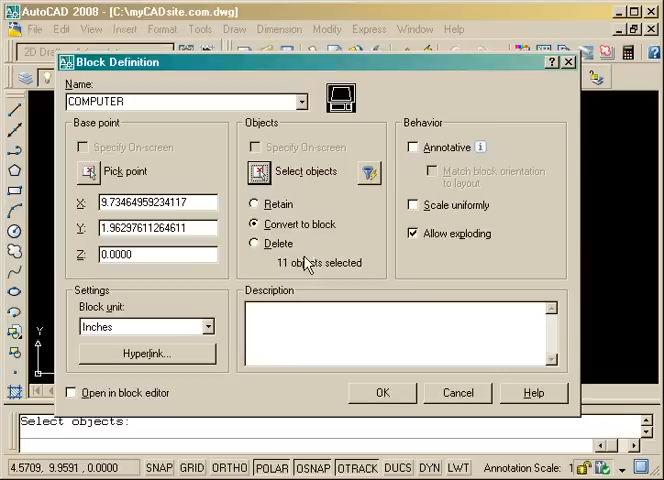 AutoCAD 2008 - [C:\myCADsite.com.dwg]
File Edit View Insert Format Tools Draw Dimension Modify Express Window Help
2D Draf
Block Definition
Name:
COMPUTER
Base point
Specify On-screen
Pick point
X: 9.73464959234117
Y: 1.96297611264611
Z: 0.0000
Objects
Specify On-screen
Select objects
Retain
Convert to block
Delete
11 objects selected
Behavior
Annotative
Match block orientation
to layout
Scale uniformly
Allow exploding
Settings
Block unit:
Inches
Hyperlink...
Description
Open in block editor
OK Cancel Help
Y
Select objects:
4.5709, 9.9591, 0.0000 SNAP GRID ORTHO POLAR OSNAP OTRACK DUCS DYN LWT Annotation Scale: 1